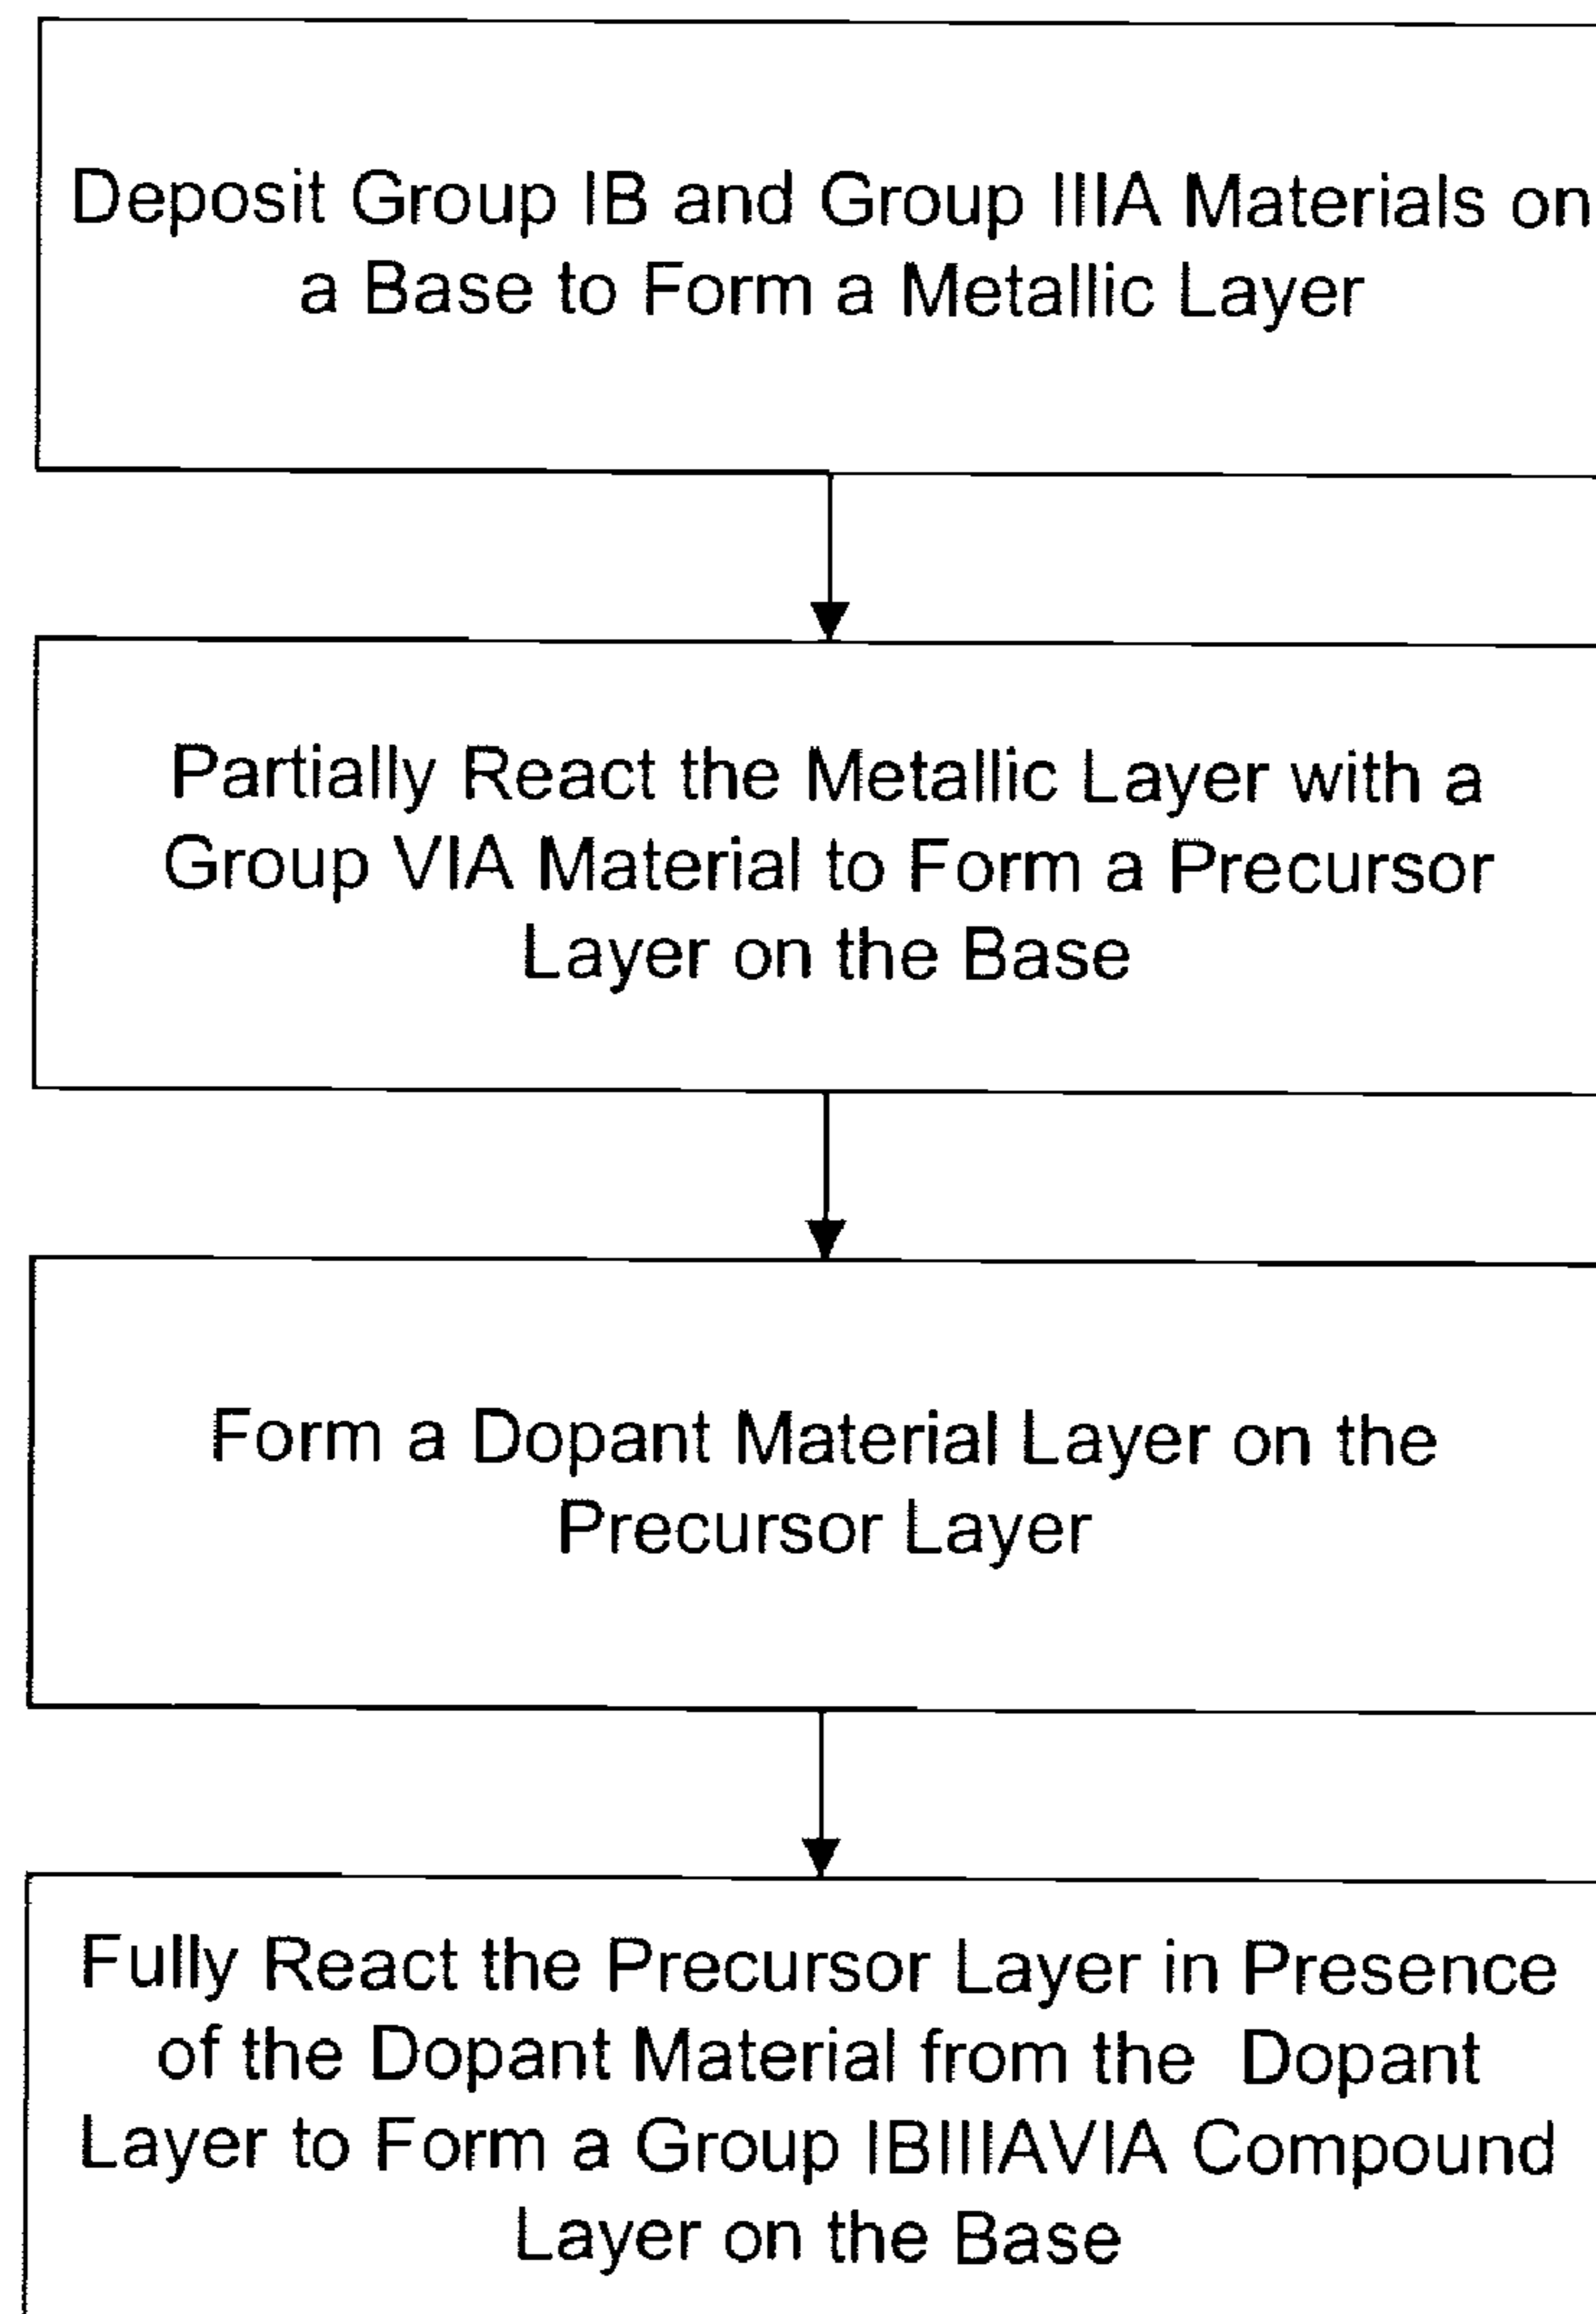 Deposit Group IB and Group IIIA Materials on
a Base to Form a Metallic Layer
Partially React the Metallic Layer with a
Group VIA Material to Form a Precursor
Layer on the Base
Form a Dopant Material Layer on the
Precursor Layer
Fully React the Precursor Layer in Presence
of the Dopant Material from the Dopant
Layer to Form a Group IBIIIAVIA Compound
Layer on the Base